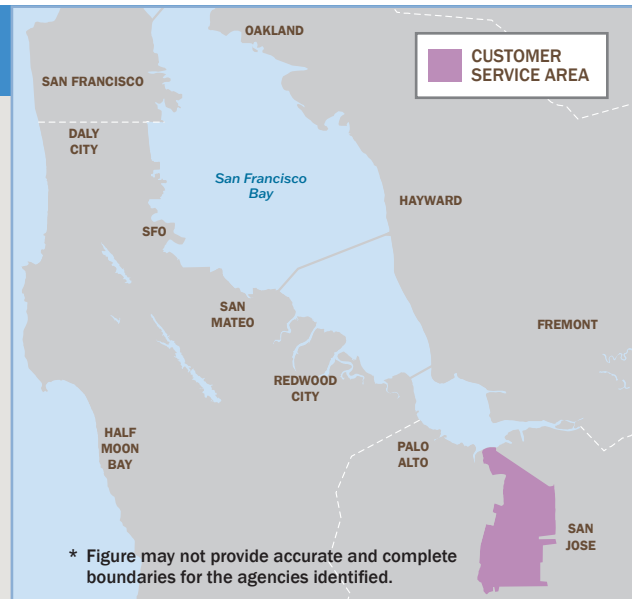 OAKLAND
CUSTOMER
SERVICE AREA
SAN FRANCISCO
DALY
CITY
San Francisco
Bay
HAYWARD
SFO
SAN
MATEO
FREMONT
REDWOOD
CITY
HALF
MOON
BAY
PALO
ALTO
SAN
JOSE
* Figure may not provide accurate and complete
boundaries for the agencies identified.